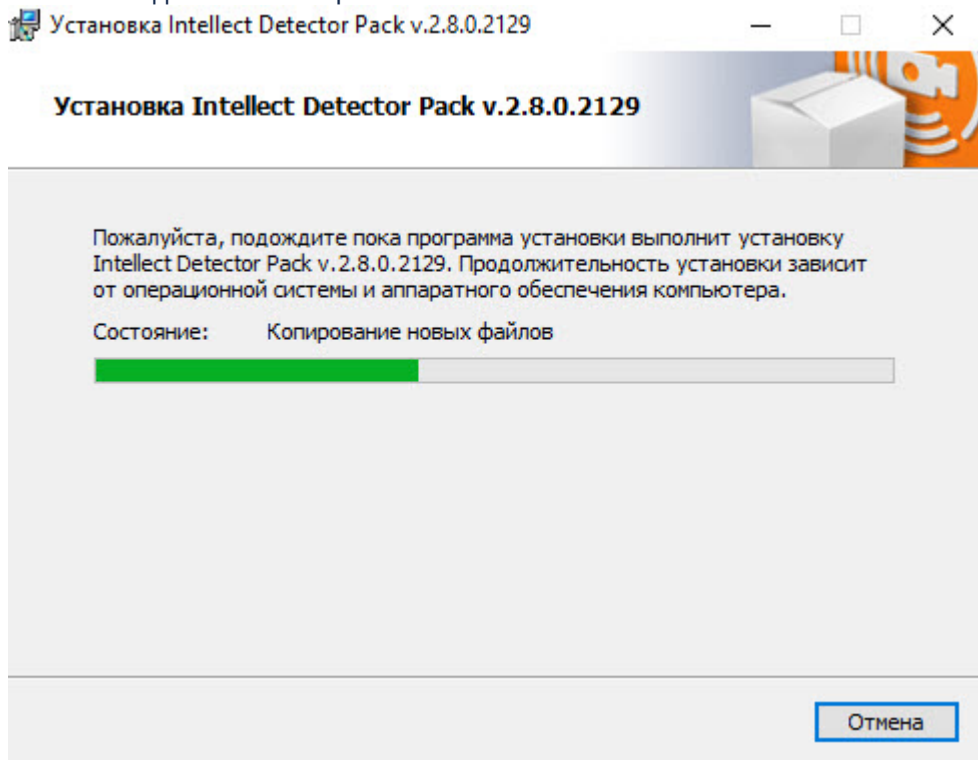 Установка Intellect Detector Pack v.2.8.0.2129
Установка Intellect Detector Pack v.2.8.0.2129
Пожалуйста, подождите пока программа установки выполнит установку
Intellect Detector Pack v.2.8.0.2129. Продолжительность установки зависит
от операционной системы и аппаратного обеспечения компьютера.
Состояние: Копирование новых файлов
Отмена